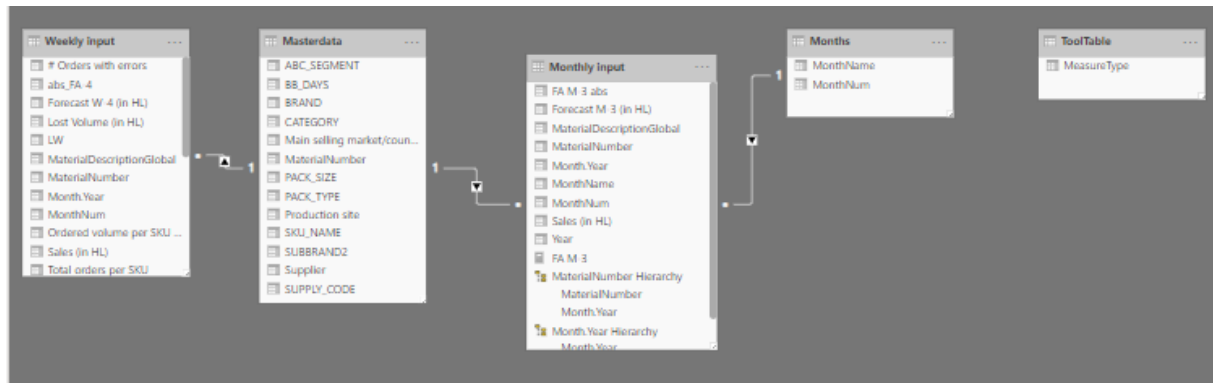 Weekly input
# Orders with errors
abs_FA-4
Forecast W-4 (in HL)
Lost Volume (in HL)
LW
MaterialDescriptionGlobal
MaterialNumber
Month.Year
MonthNum
Ordered volume per SKU ...
Sales (in HL)
Total orders per SKU
*
1
Masterdata
ABC_SEGMENT
BB_DAYS
BRAND
CATEGORY
Main selling market/coun...
MaterialNumber
PACK_SIZE
PACK_TYPE
Production site
SKU_NAME
SUBBRAND2
Supplier
SUPPLY_CODE
1
*
Monthly input
FA M-3 abs
Forecast M-3 (in HL)
MaterialDescriptionGlobal
MaterialNumber
Month.Year
MonthName
MonthNum
Sales (in HL)
Year
FA M-3
MaterialNumber Hierarchy
MaterialNumber
Month.Year
Month.Year Hierarchy
Month.Year
*
1
Months
MonthName
MonthNum
ToolTable
MeasureType